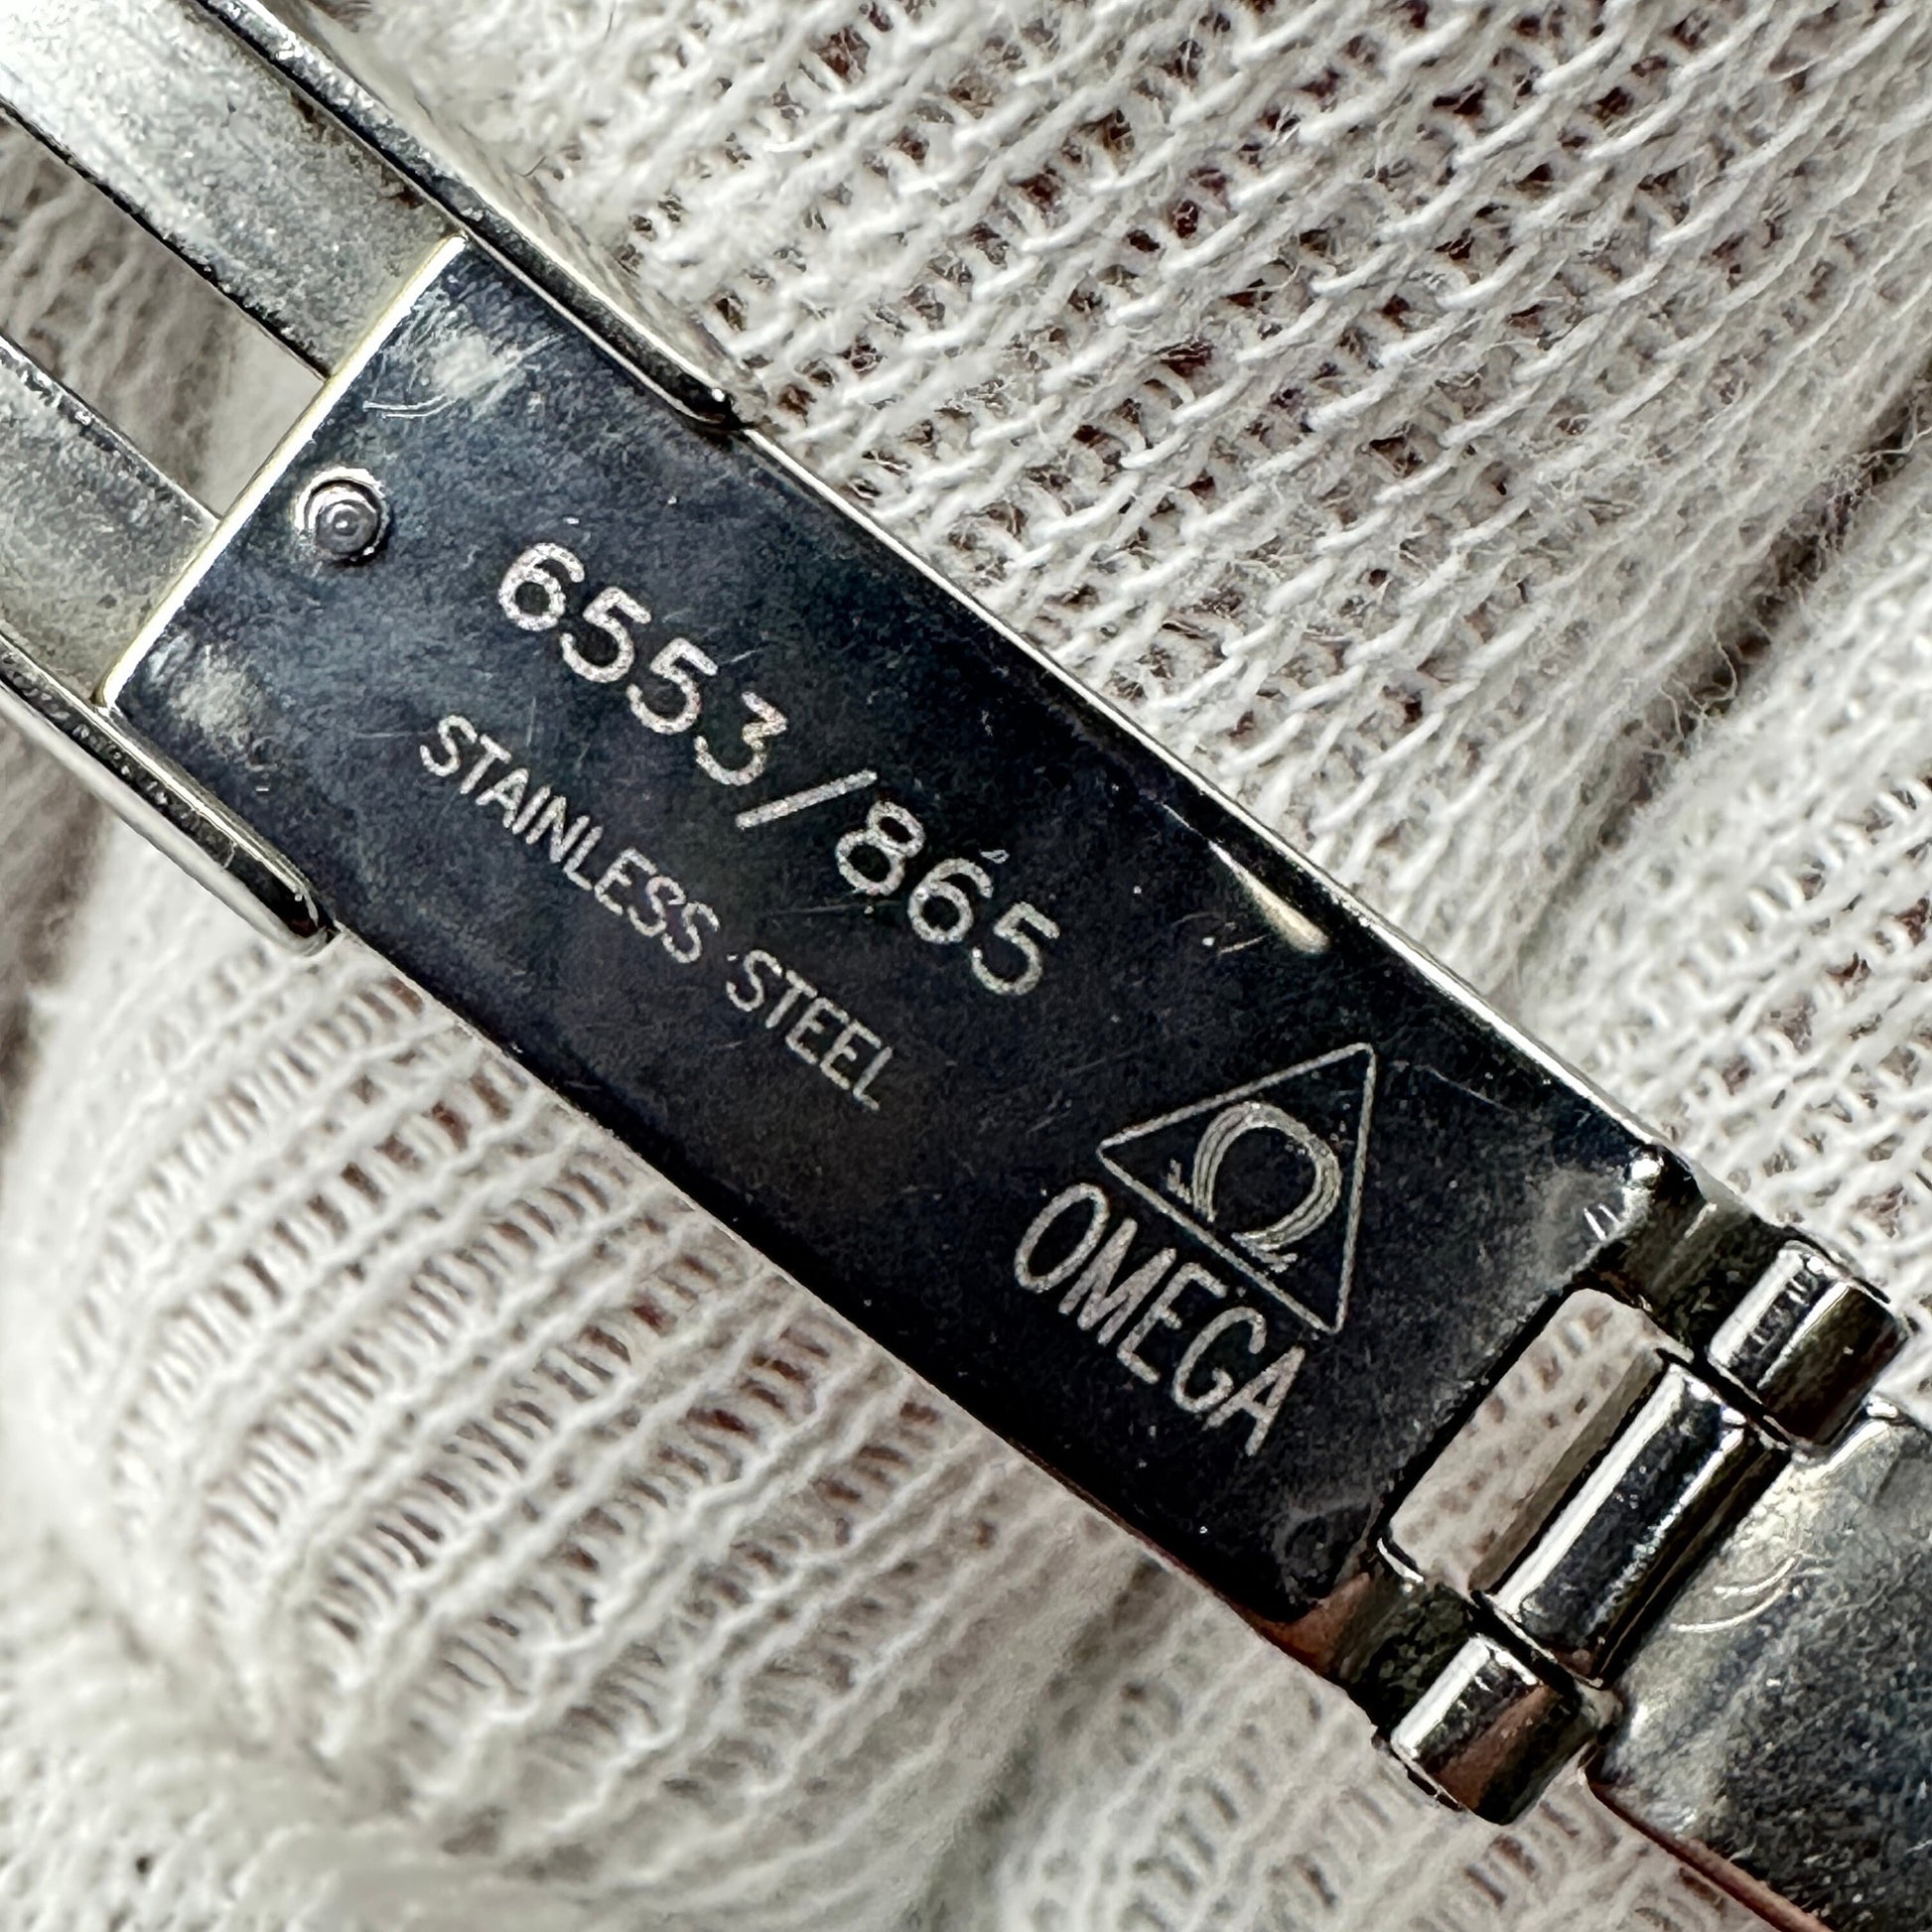 6553/865
STAINLESS STEEL
Ω
OMEGA